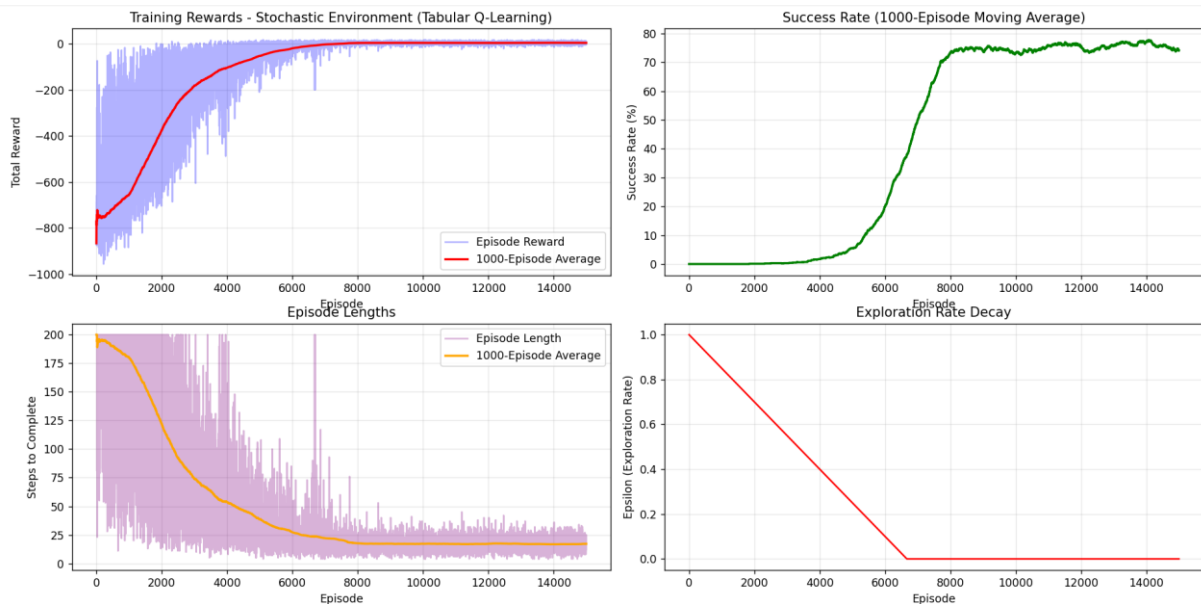 Training Rewards - Stochastic Environment (Tabular Q-Learning)
Total Reward
0
−200
−400
−600
−800
−1000
Episode Reward
1000-Episode Average
0 2000 4000 6000 8000 10000 12000 14000
Episode
Success Rate (1000-Episode Moving Average)
Success Rate (%)
80
70
60
50
40
30
20
10
0
0 2000 4000 6000 8000 10000 12000 14000
Episode
Episode Lengths
Steps to Complete
200
175
150
125
100
75
50
25
0
Episode Length
1000-Episode Average
0 2000 4000 6000 8000 10000 12000 14000
Episode
Exploration Rate Decay
Epsilon (Exploration Rate)
1.0
0.8
0.6
0.4
0.2
0.0
0 2000 4000 6000 8000 10000 12000 14000
Episode